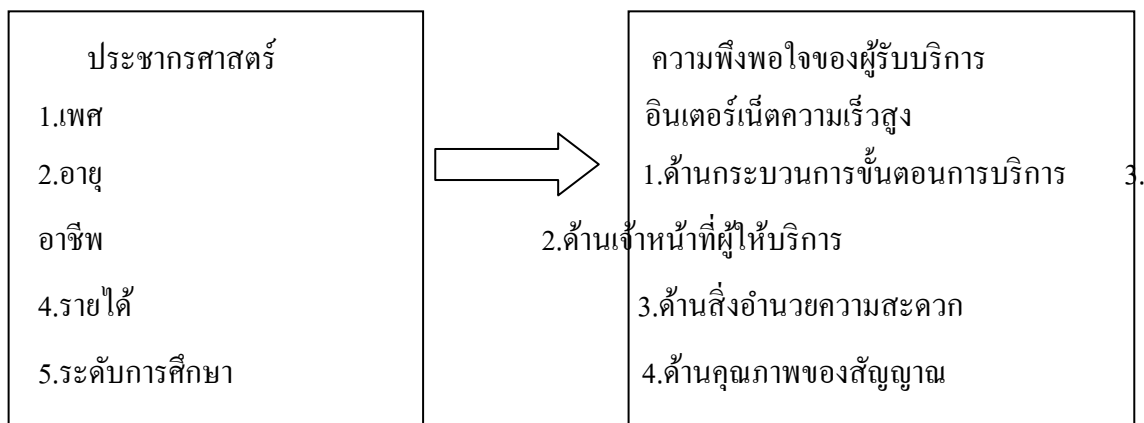 ประชากรศาสตร์
1.เพศ
2.อายุ
อาชีพ
4.รายได้
5.ระดับการศึกษา
ความพึงพอใจของผู้รับบริการ
อินเตอร์เน็ตความเร็วสูง
1.ด้านกระบวนการขั้นตอนการบริการ 3.
2.ด้านเจ้าหน้าที่ผู้ให้บริการ
3.ด้านสิ่งอำนวยความสะดวก
4.ด้านคุณภาพของสัญญาณ